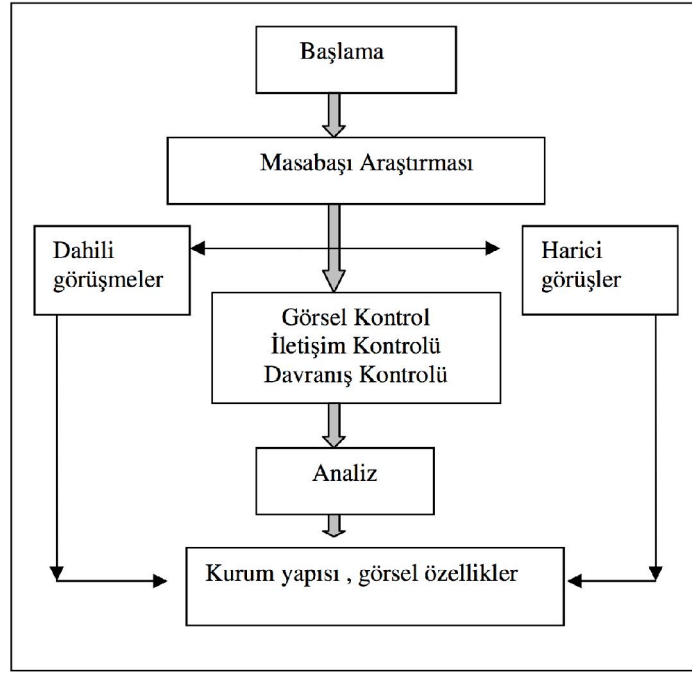 Başlama
Masabaşı Araştırması
Dahili
görüşmeler
Harici
görüşler
Görsel Kontrol
İletişim Kontrolü
Davranış Kontrolü
Analiz
Kurum yapısı , görsel özellikler